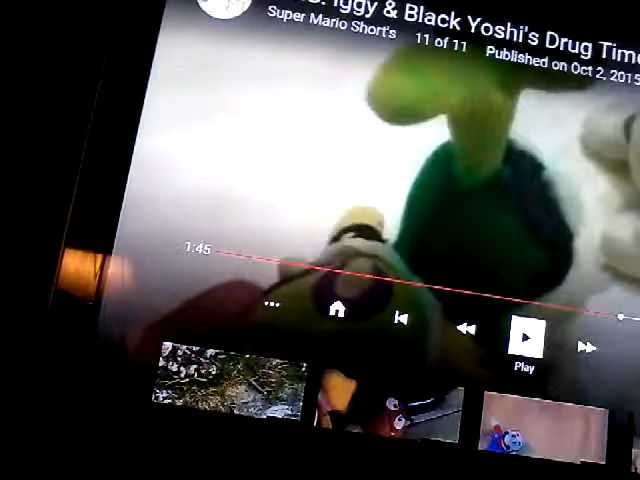 Iggy & Black Yoshi's Drug Time
Super Mario Short's 11 of 11 Published on Oct 2, 2015
1:45
Play